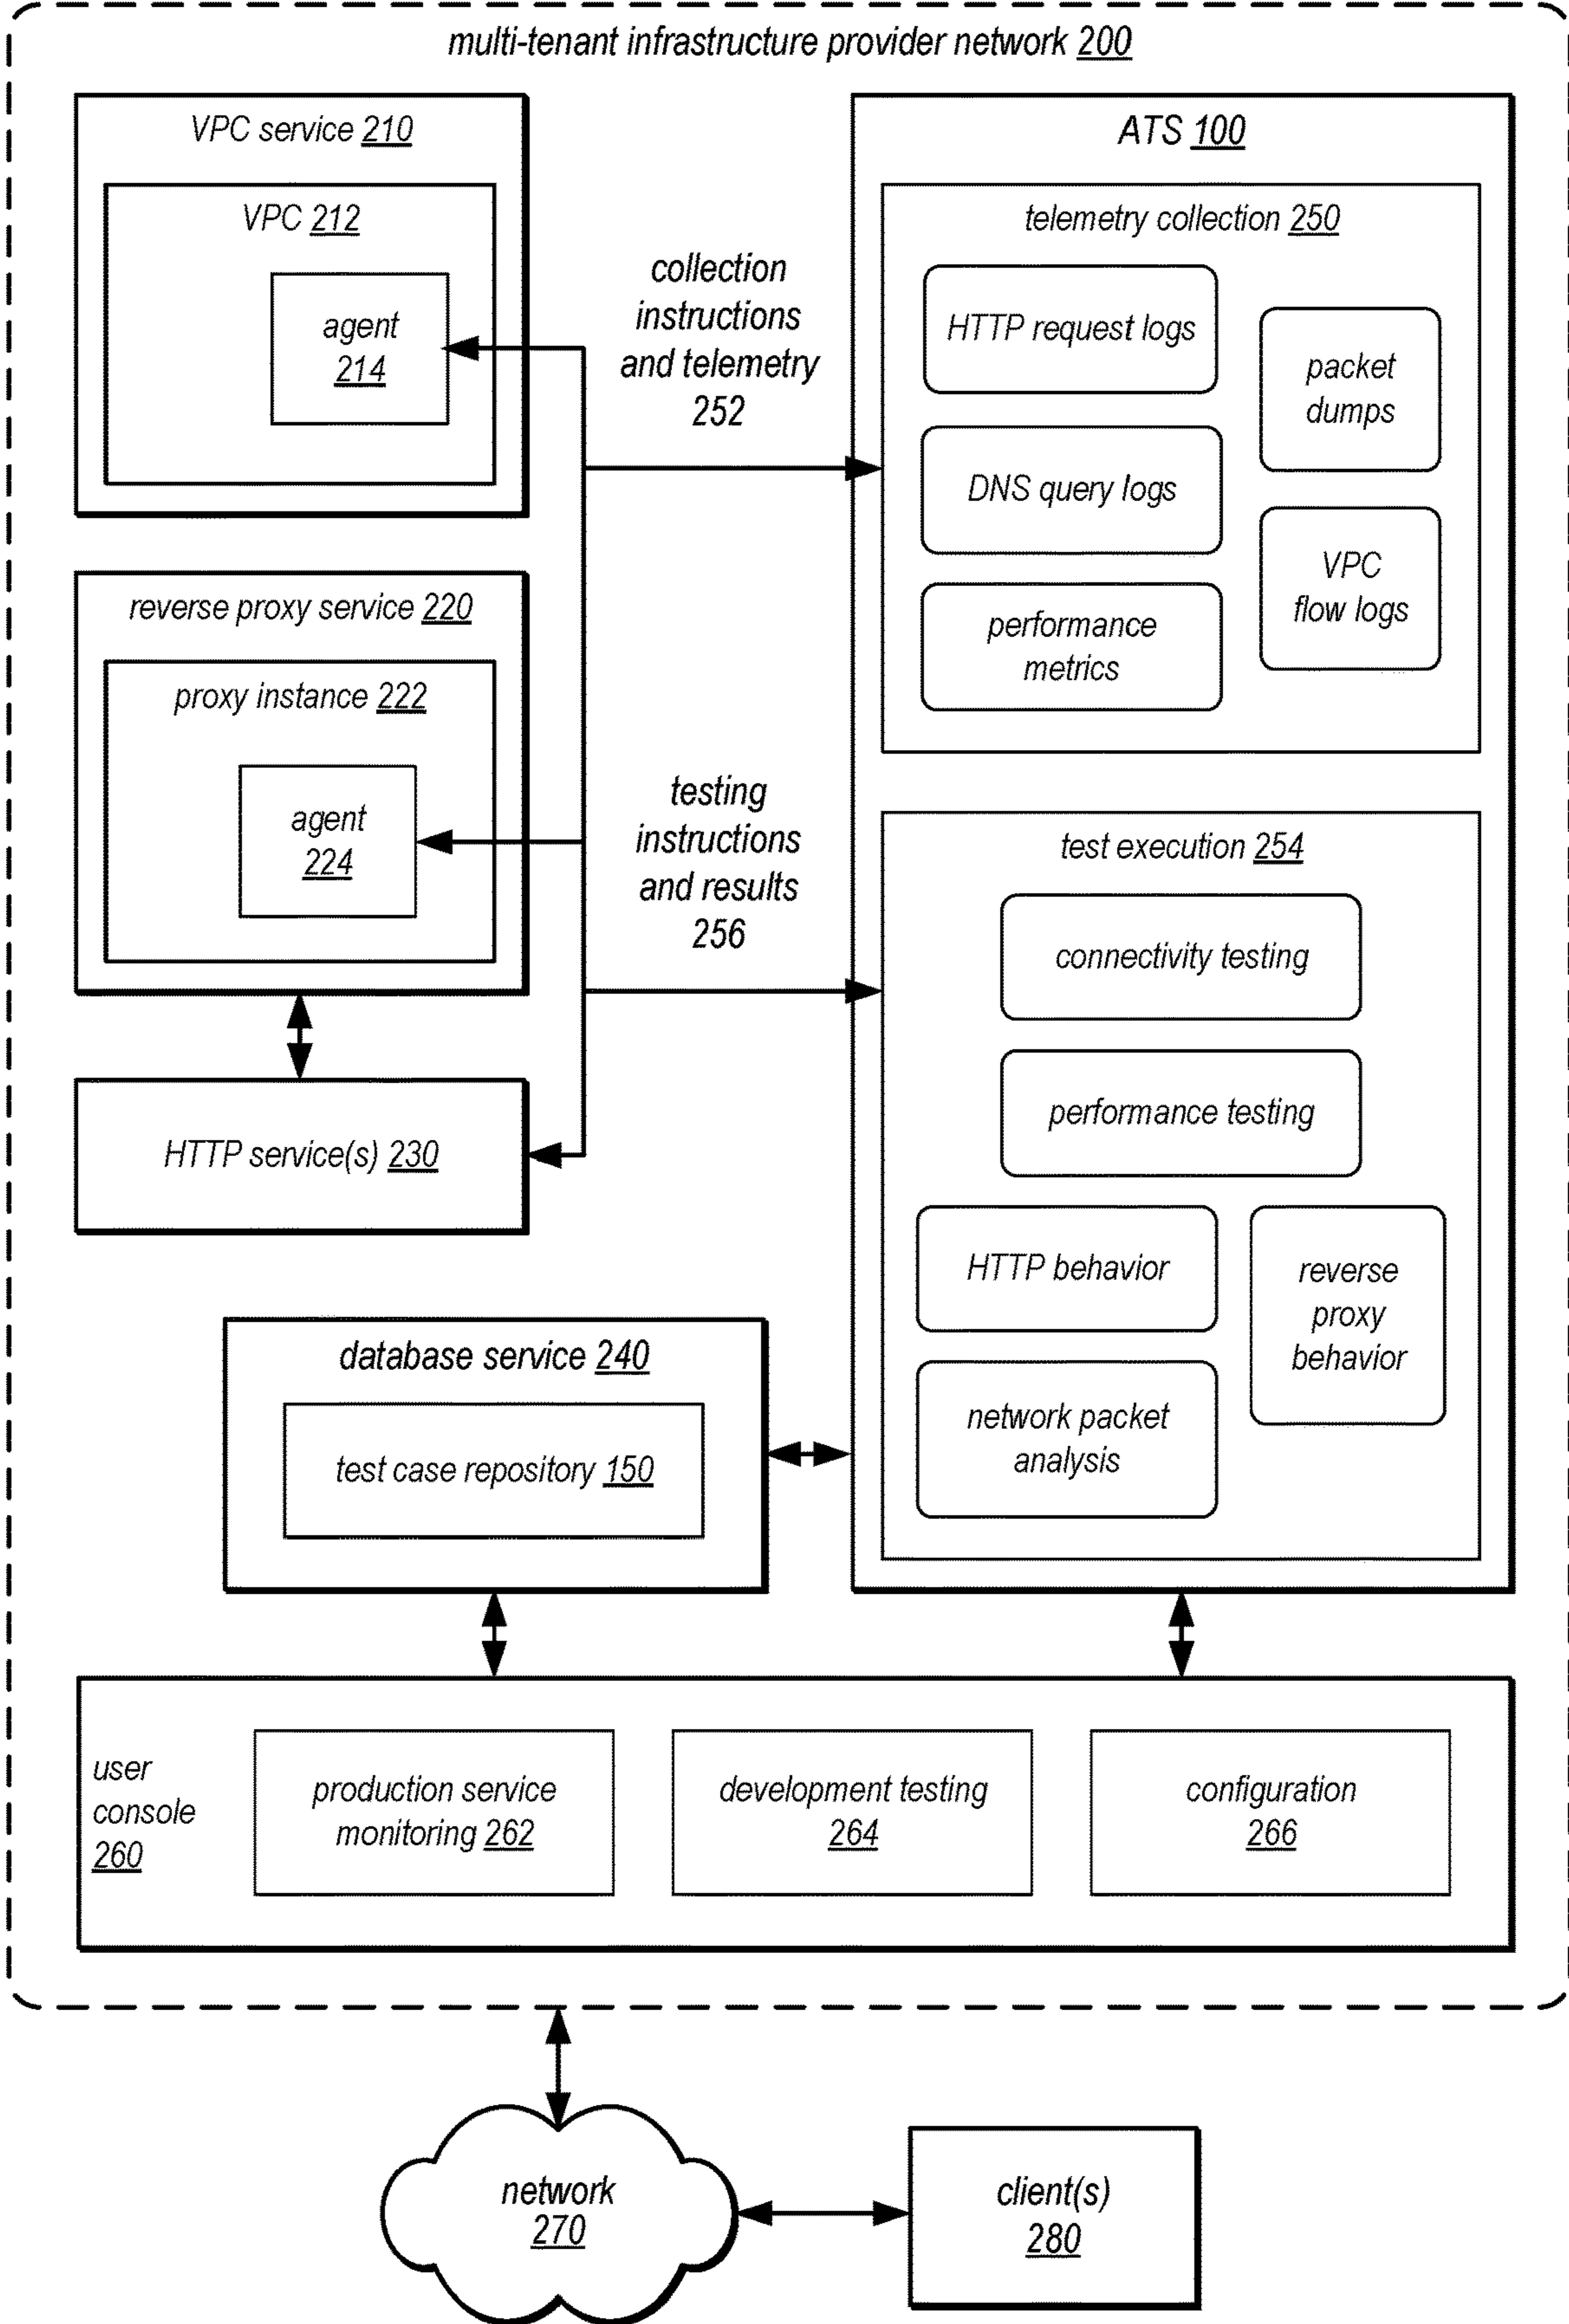 multi-tenant infrastructure provider network 200
VPC service 210
VPC 212
agent
214
reverse proxy service 220
proxy instance 222
agent
224
HTTP service(s) 230
collection
instructions
and telemetry
252
testing
instructions
and results
256
ATS 100
telemetry collection 250
HTTP request logs
packet
dumps
DNS query logs
VPC
flow logs
performance
metrics
test execution 254
connectivity testing
performance testing
HTTP behavior
reverse
proxy
behavior
network packet
analysis
database service 240
test case repository 150
user
console
260
production service
monitoring 262
development testing
264
configuration
266
network
270
client(s)
280